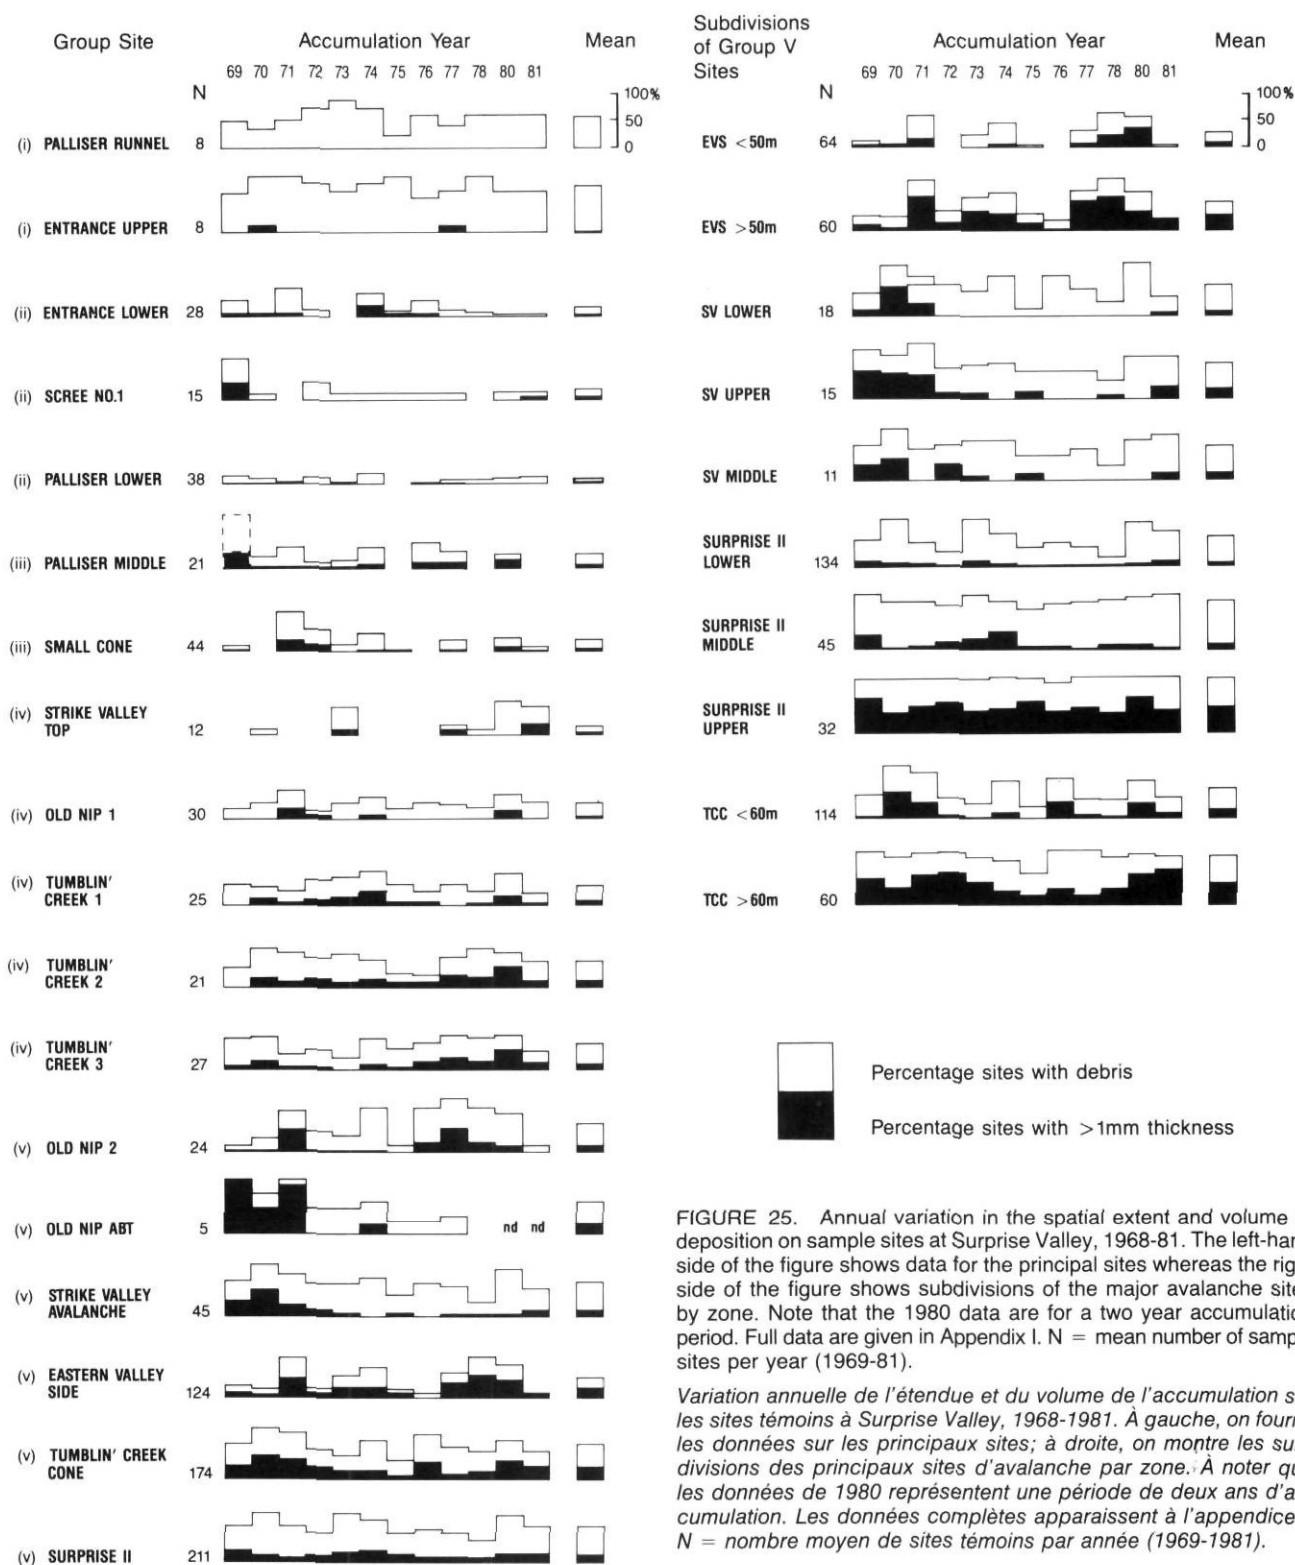 Group Site Accumulation Year Mean
69 70 71 72 73 74 75 76 77 78 80 81
N
100%
50
0
(i) PALLISER RUNNEL 8
(i) ENTRANCE UPPER 8
(ii) ENTRANCE LOWER 28
(ii) SCREE NO.1 15
(ii) PALLISER LOWER 38
(iii) PALLISER MIDDLE 21
(iii) SMALL CONE 44
(iv) STRIKE VALLEY
TOP 12
(iv) OLD NIP 1 30
(iv) TUMBLIN'
CREEK 1 25
(iv) TUMBLIN'
CREEK 2 21
(iv) TUMBLIN'
CREEK 3 27
(v) OLD NIP 2 24
(v) OLD NIP ABT 5 nd nd
(v) STRIKE VALLEY
AVALANCHE 45
(v) EASTERN VALLEY
SIDE 124
(v) TUMBLIN' CREEK
CONE 174
(v) SURPRISE II 211
Subdivisions
of Group V
Sites
Accumulation Year Mean
69 70 71 72 73 74 75 76 77 78 80 81
N
100%
50
0
EVS <50m 64
EVS >50m 60
SV LOWER 18
SV UPPER 15
SV MIDDLE 11
SURPRISE II
LOWER 134
SURPRISE II
MIDDLE 45
SURPRISE II
UPPER 32
TCC <60m 114
TCC >60m 60
Percentage sites with debris
Percentage sites with >1mm thickness
FIGURE 25. Annual variation in the spatial extent and volume
deposition on sample sites at Surprise Valley, 1968-81. The left-han
side of the figure shows data for the principal sites whereas the rig
side of the figure shows subdivisions of the major avalanche site
by zone. Note that the 1980 data are for a two year accumulatio
period. Full data are given in Appendix I. N = mean number of samp
sites per year (1969-81).
Variation annuelle de l'étendue et du volume de l'accumulation s
les sites témoins à Surprise Valley, 1968-1981. À gauche, on fourn
les données sur les principaux sites; à droite, on montre les su
divisions des principaux sites d'avalanche par zone. À noter qu
les données de 1980 représentent une période de deux ans d'a
cumulation. Les données complètes apparaissent à l'appendice
N = nombre moyen de sites témoins par année (1969-1981).